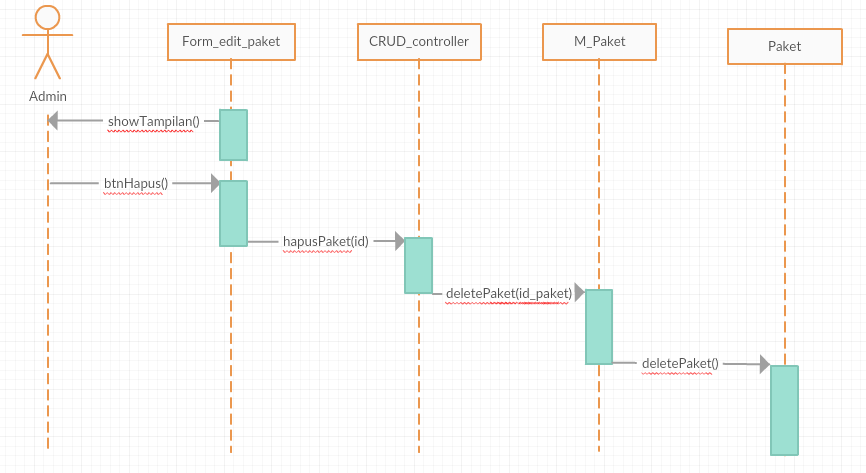 Form_edit_paket
CRUD_controller
M_Paket
Paket
Admin
showTampilan()
btnHapus()
hapusPaket(id)
deletePaket(id_paket)
deletePaket()